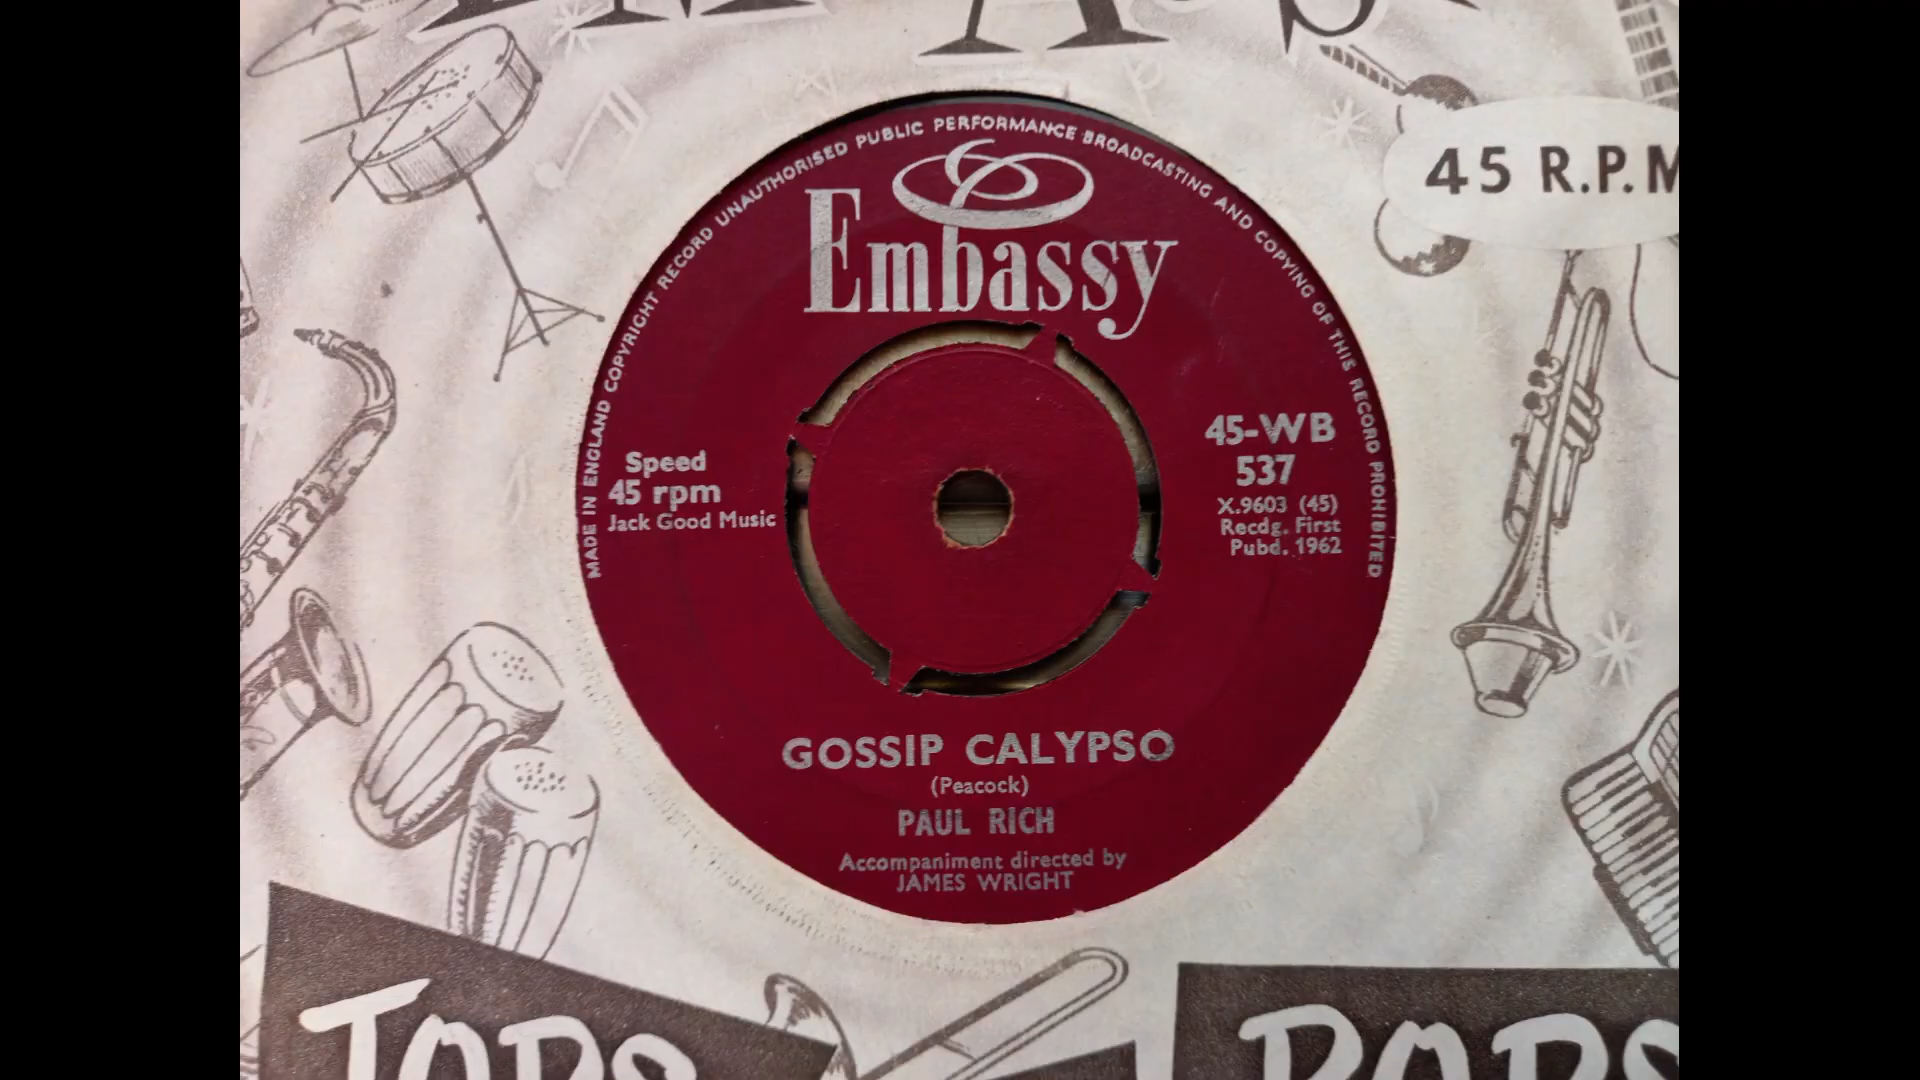 45 R.P.M
MADE IN ENGLAND COPYRIGHT RECORD UNAUTHORISED PUBLIC PERFORMANCE BROADCASTING AND COPYING OF THIS RECORD PROHIBITED
Embassy
Speed
45 rpm
Jack Good Music
45-WB
537
X.9603 (45)
Recdg. First
Pubd. 1962
GOSSIP CALYPSO
(Peacock)
PAUL RICH
Accompaniment directed by
JAMES WRIGHT
TOPS
POPS